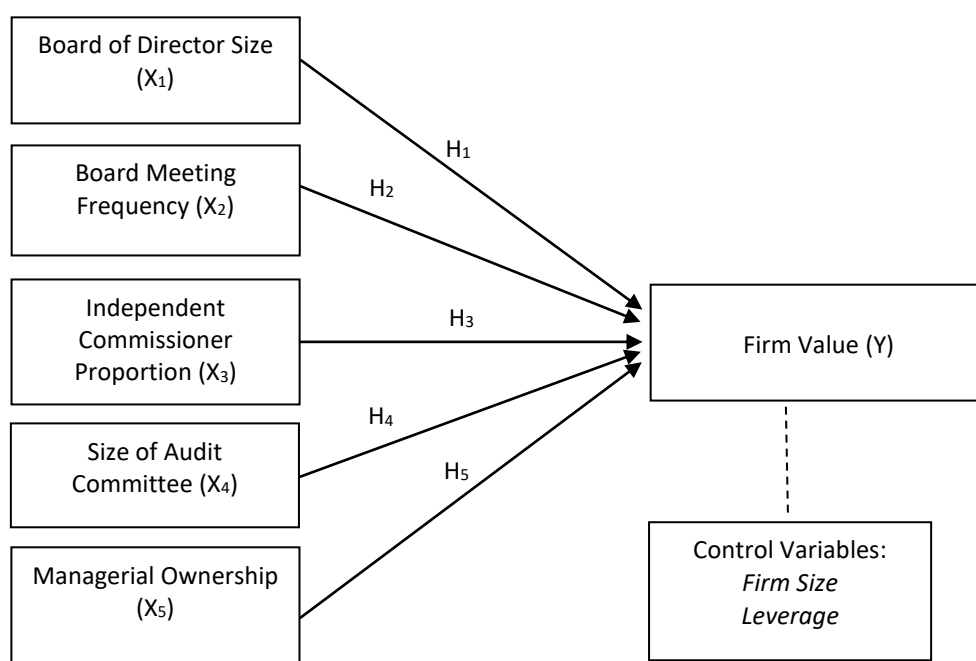 Board of Director Size
(X₁)
H₁
Board Meeting
Frequency (X₂)
H₂
Independent
Commissioner
Proportion (X₃)
H₃
Firm Value (Y)
Size of Audit
Committee (X₄)
H₄
Managerial Ownership
(X₅)
H₅
Control Variables:
Firm Size
Leverage